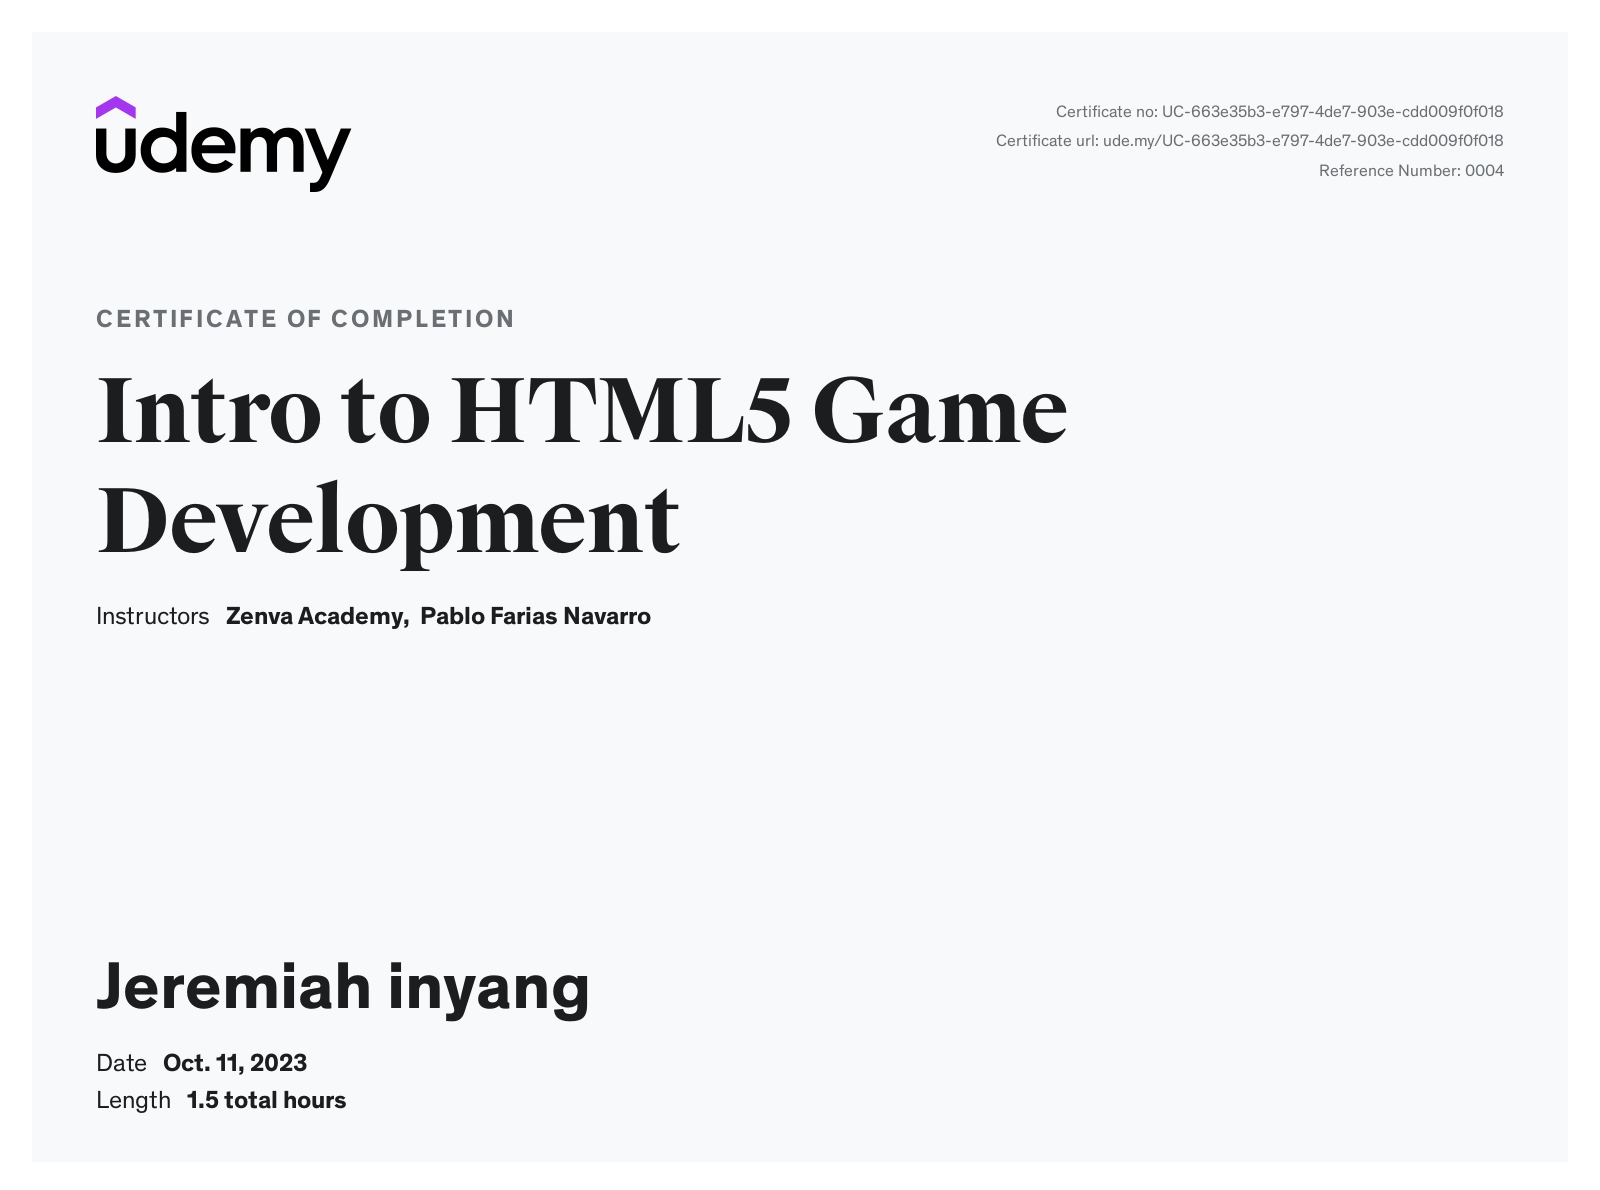 udemy
Certificate no: UC-663e35b3-e797-4de7-903e-cdd009f0f018
Certificate url: ude.my/UC-663e35b3-e797-4de7-903e-cdd009f0f018
Reference Number: 0004
CERTIFICATE OF COMPLETION
Intro to HTML5 Game
Development
Instructors Zenva Academy, Pablo Farias Navarro
Jeremiah inyang
Date Oct. 11, 2023
Length 1.5 total hours